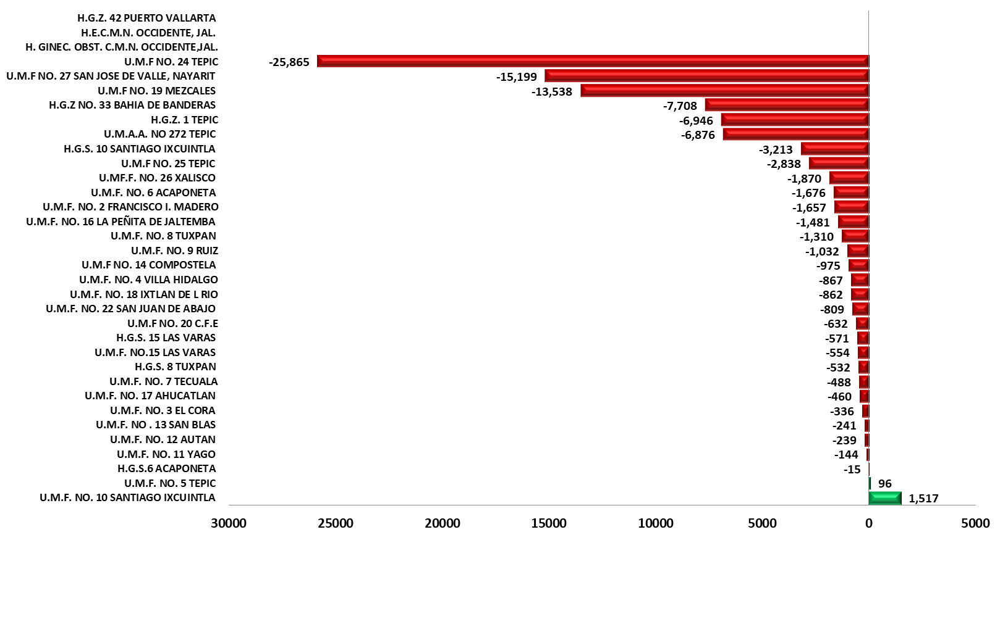 H.G.Z. 42 PUERTO VALLARTA
H.E.C.M.N. OCCIDENTE, JAL.
H. GINEC. OBST. C.M.N. OCCIDENTE,JAL.
U.M.F NO. 24 TEPIC -25,865
U.M.F NO. 27 SAN JOSE DE VALLE, NAYARIT -15,199
U.M.F NO. 19 MEZCALES -13,538
H.G.Z NO. 33 BAHIA DE BANDERAS -7,708
H.G.Z. 1 TEPIC -6,946
U.M.A.A. NO 272 TEPIC -6,876
H.G.S. 10 SANTIAGO IXCUINTLA -3,213
U.M.F NO. 25 TEPIC -2,838
U.MF.F. NO. 26 XALISCO -1,870
U.M.F. NO. 6 ACAPONETA -1,676
U.M.F. NO. 2 FRANCISCO I. MADERO -1,657
U.M.F. NO. 16 LA PEÑITA DE JALTEMBA -1,481
U.M.F. NO. 8 TUXPAN -1,310
U.M.F. NO. 9 RUIZ -1,032
U.M.F NO. 14 COMPOSTELA -975
U.M.F. NO. 4 VILLA HIDALGO -867
U.M.F. NO. 18 IXTLAN DE L RIO -862
U.M.F. NO. 22 SAN JUAN DE ABAJO -809
U.M.F NO. 20 C.F.E -632
H.G.S. 15 LAS VARAS -571
U.M.F. NO.15 LAS VARAS -554
H.G.S. 8 TUXPAN -532
U.M.F. NO. 7 TECUALA -488
U.M.F. NO. 17 AHUCATLAN -460
U.M.F. NO. 3 EL CORA -336
U.M.F. NO . 13 SAN BLAS -241
U.M.F. NO. 12 AUTAN -239
U.M.F. NO. 11 YAGO -144
H.G.S.6 ACAPONETA -15
U.M.F. NO. 5 TEPIC 96
U.M.F. NO. 10 SANTIAGO IXCUINTLA 1,517
30000 25000 20000 15000 10000 5000 0 5000